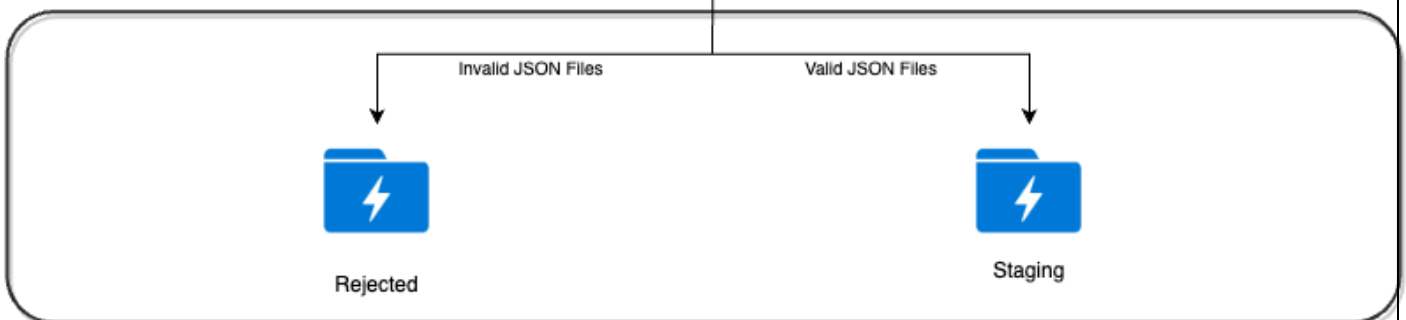 Invalid JSON Files
Valid JSON Files
Rejected
Staging